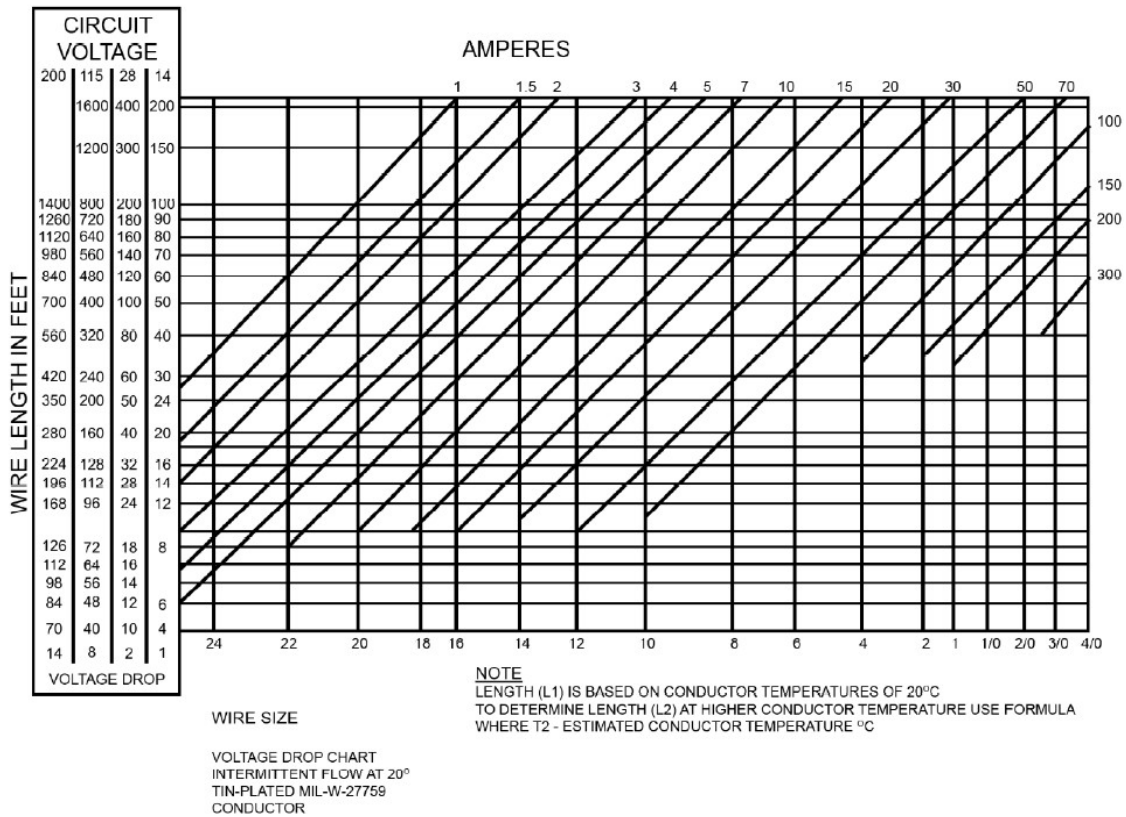 CIRCUIT
VOLTAGE
AMPERES
200 115 28 14
1 1.5 2 3 4 5 7 10 15 20 30 50 70
1600 400 200
100
1200 300 150
150
1400 800 200 100
1260 720 180 90
200
1120 640 160 80
980 560 140 70
840 480 120 60
300
700 400 100 50
560 320 80 40
420 240 60 30
350 200 50 24
280 160 40 20
224 128 32 16
196 112 28 14
168 96 24 12
126 72 18 8
112 64 16
98 56 14
84 48 12 6
70 40 10 4
14 8 2 1
VOLTAGE DROP
WIRE LENGTH IN FEET
24 22 20 18 16 14 12 10 8 6 4 2 1 1/0 2/0 3/0 4/0
NOTE
LENGTH (L1) IS BASED ON CONDUCTOR TEMPERATURES OF 20ºC
TO DETERMINE LENGTH (L2) AT HIGHER CONDUCTOR TEMPERATURE USE FORMULA
WHERE T2 - ESTIMATED CONDUCTOR TEMPERATURE ºC
WIRE SIZE
VOLTAGE DROP CHART
INTERMITTENT FLOW AT 20º
TIN-PLATED MIL-W-27759
CONDUCTOR